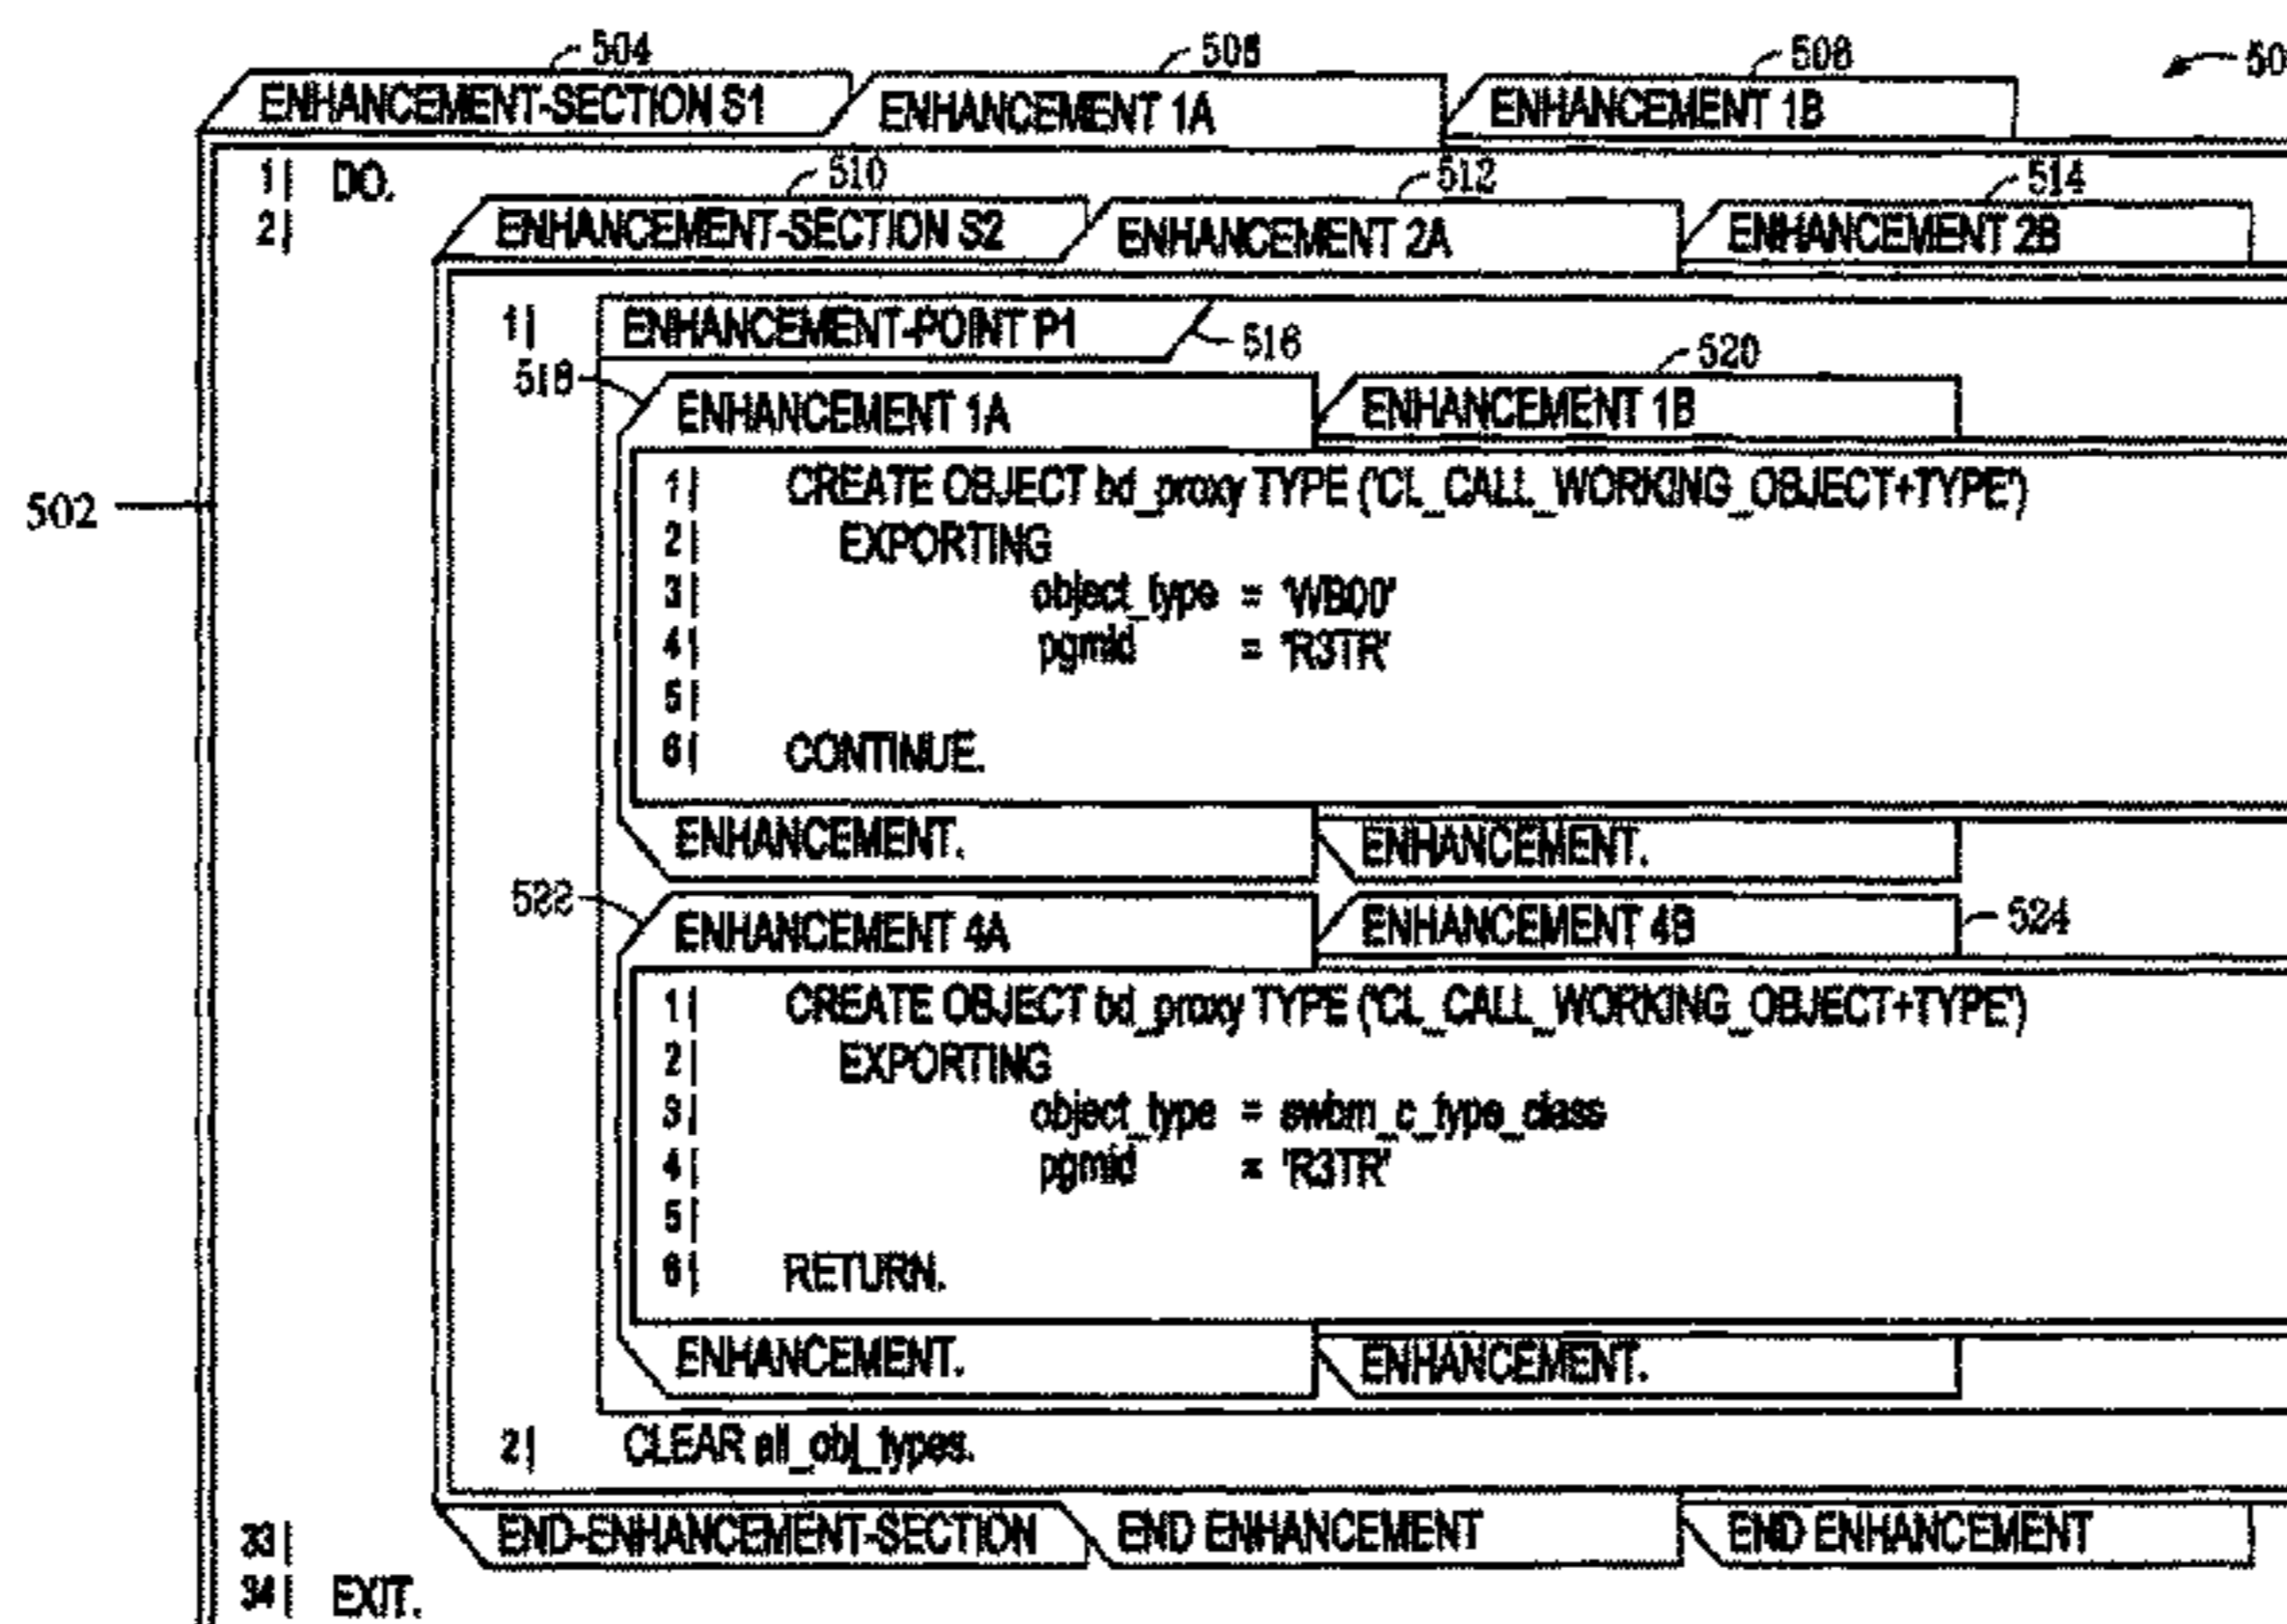 504 506 508 50
ENHANCEMENT-SECTION S1 ENHANCEMENT 1A ENHANCEMENT 1B
1| DO.
510 512 514
2| ENHANCEMENT-SECTION S2 ENHANCEMENT 2A ENHANCEMENT 2B
1| ENHANCEMENT-POINT P1 516
518 520
ENHANCEMENT 1A ENHANCEMENT 1B
1| CREATE OBJECT bd_proxy TYPE ('CL_CALL_WORKING_OBJECT+TYPE')
502
2| EXPORTING
3| object_type = 'WB00'
4| pgmid = 'R3TR'
5|
6| CONTINUE.
ENHANCEMENT. ENHANCEMENT.
522
ENHANCEMENT 4A ENHANCEMENT 4B 524
1| CREATE OBJECT bd_proxy TYPE ('CL_CALL_WORKING_OBJECT+TYPE')
2| EXPORTING
3| object_type = swbm_c_type_class
4| pgmid = 'R3TR'
5|
6| RETURN.
ENHANCEMENT. ENHANCEMENT.
2| CLEAR all_obj_types.
33| END-ENHANCEMENT-SECTION END ENHANCEMENT END ENHANCEMENT
34| EXIT.